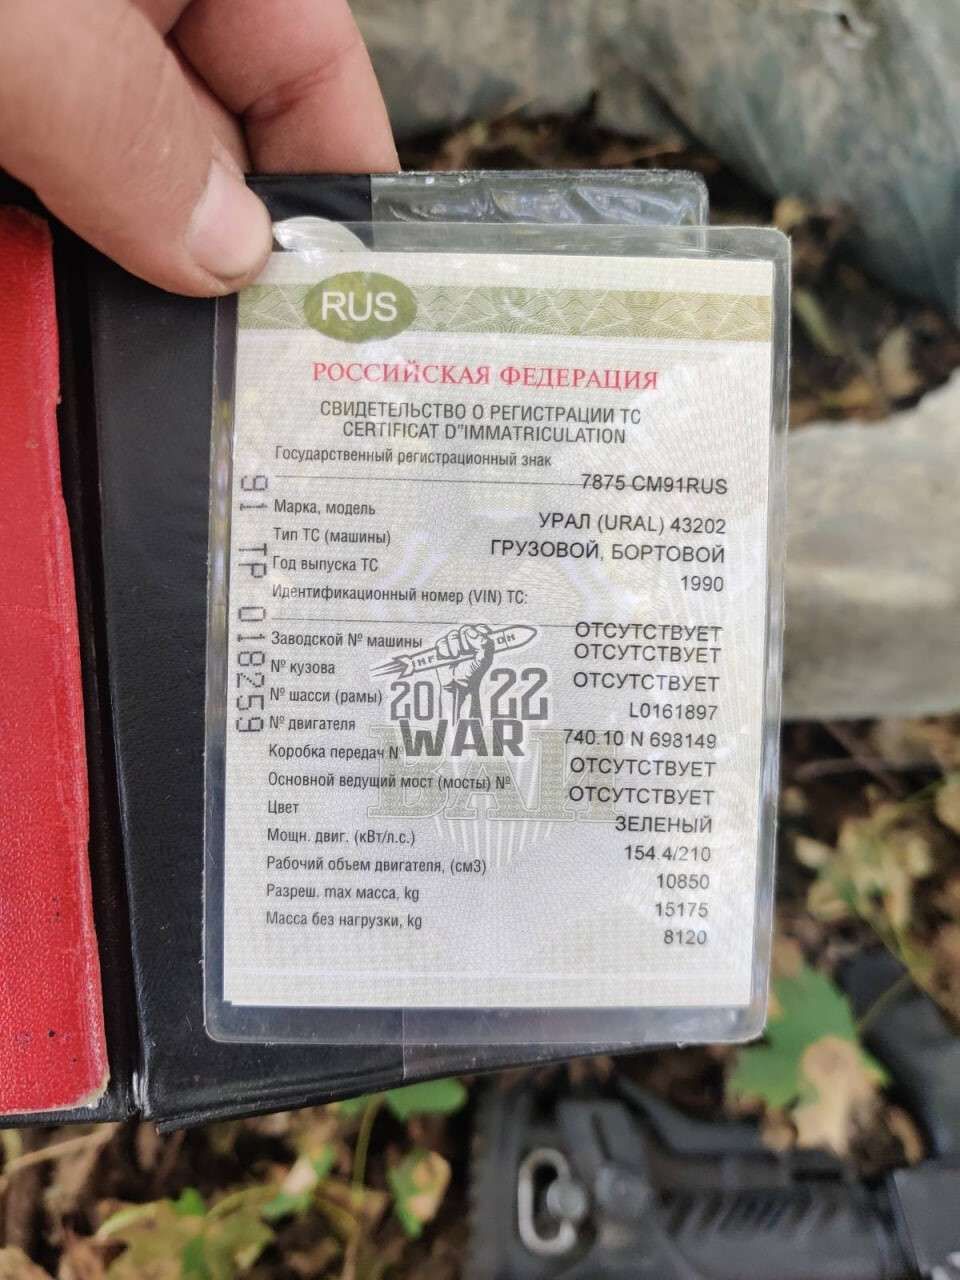 RUS
РОССИЙСКАЯ ФЕДЕРАЦИЯ
СВИДЕТЕЛЬСТВО О РЕГИСТРАЦИИ ТС
CERTIFICAT D"IMMATRICULATION
Государственный регистрационный знак
7875 СМ91RUS
Марка, модель УРАЛ (URAL) 43202
Тип ТС (машины) ГРУЗОВОЙ, БОРТОВОЙ
Год выпуска ТС 1990
Идентификационный номер (VIN) ТС:
ОТСУТСТВУЕТ
Заводской № машины ОТСУТСТВУЕТ
№ кузова ОТСУТСТВУЕТ
№ шасси (рамы) L0161897
№ двигателя 740.10 N 698149
Коробка передач № ОТСУТСТВУЕТ
Основной ведущий мост (мосты) № ОТСУТСТВУЕТ
Цвет ЗЕЛЕНЫЙ
Мощн. двиг. (кВт/л.с.) 154.4/210
Рабочий объем двигателя, (см3) 10850
Разреш. max масса, kg 15175
Масса без нагрузки, kg 8120
91 ТР 018259
INF ON
2022
WAR
ВАИ